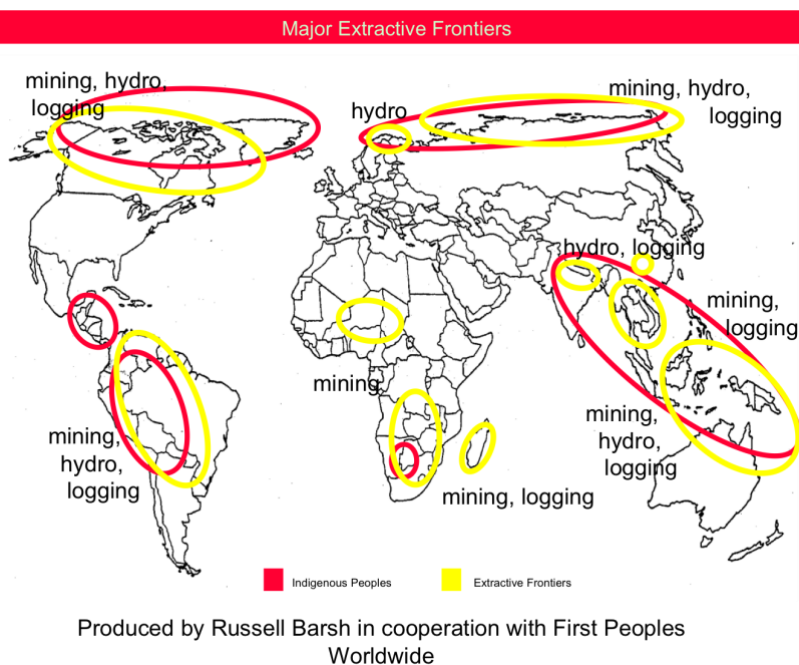 Major Extractive Frontiers
mining, hydro,
logging
hydro
mining, hydro,
logging
hydro, logging
mining,
logging
mining
mining,
hydro,
logging
mining,
hydro,
logging
mining, logging
Indigenous Peoples
Extractive Frontiers
Produced by Russell Barsh in cooperation with First Peoples
Worldwide